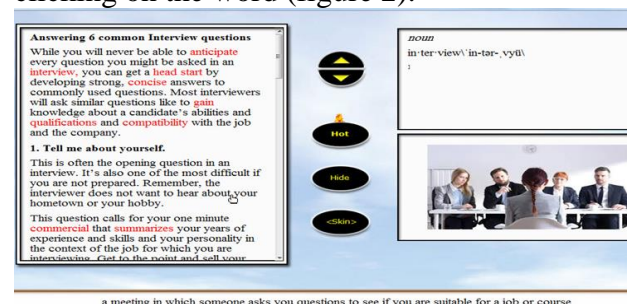 clicking on the word (figure 2).
Answering 6 common Interview questions
While you will never be able to anticipate
every question you might be asked in an
interview, you can get a head start by
developing strong, concise answers to
commonly used questions. Most interviewers
will ask similar questions like to gain
knowledge about a candidate's abilities and
qualifications and compatibility with the job
and the company.
1. Tell me about yourself.
This is often the opening question in an
interview. It's also one of the most difficult if
you are not prepared. Remember, the
interviewer does not want to hear about your
hometown or your hobby.
This question calls for your one minute
commercial that summarizes your years of
experience and skills and your personality in
the context of the job for which you are
interviewing. Get to the point and sell your
Hot
Hide
<Skin>
noun
in·ter·view\ˈin-tər-ˌvyü\
:
a meeting in which someone asks you questions to see if you are suitable for a job or course